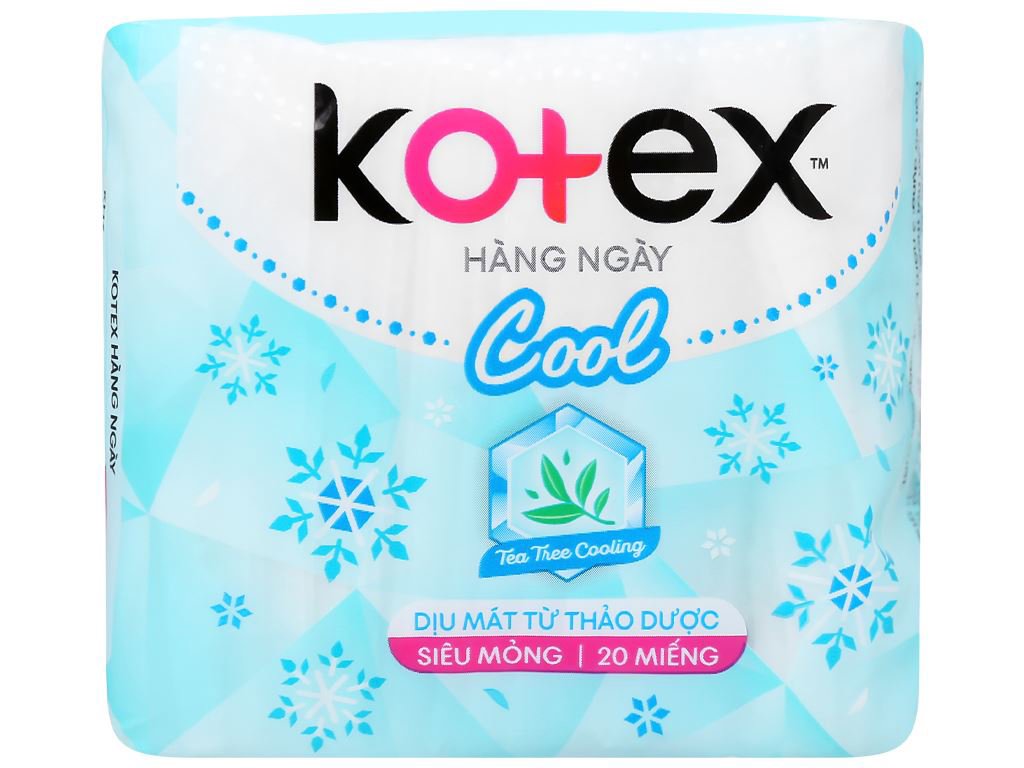 kotex™
HÀNG NGÀY
Cool
Tea Tree Cooling
DỊU MÁT TỪ THẢO DƯỢC
SIÊU MỎNG | 20 MIẾNG
KOTEX HÀNG NGÀY